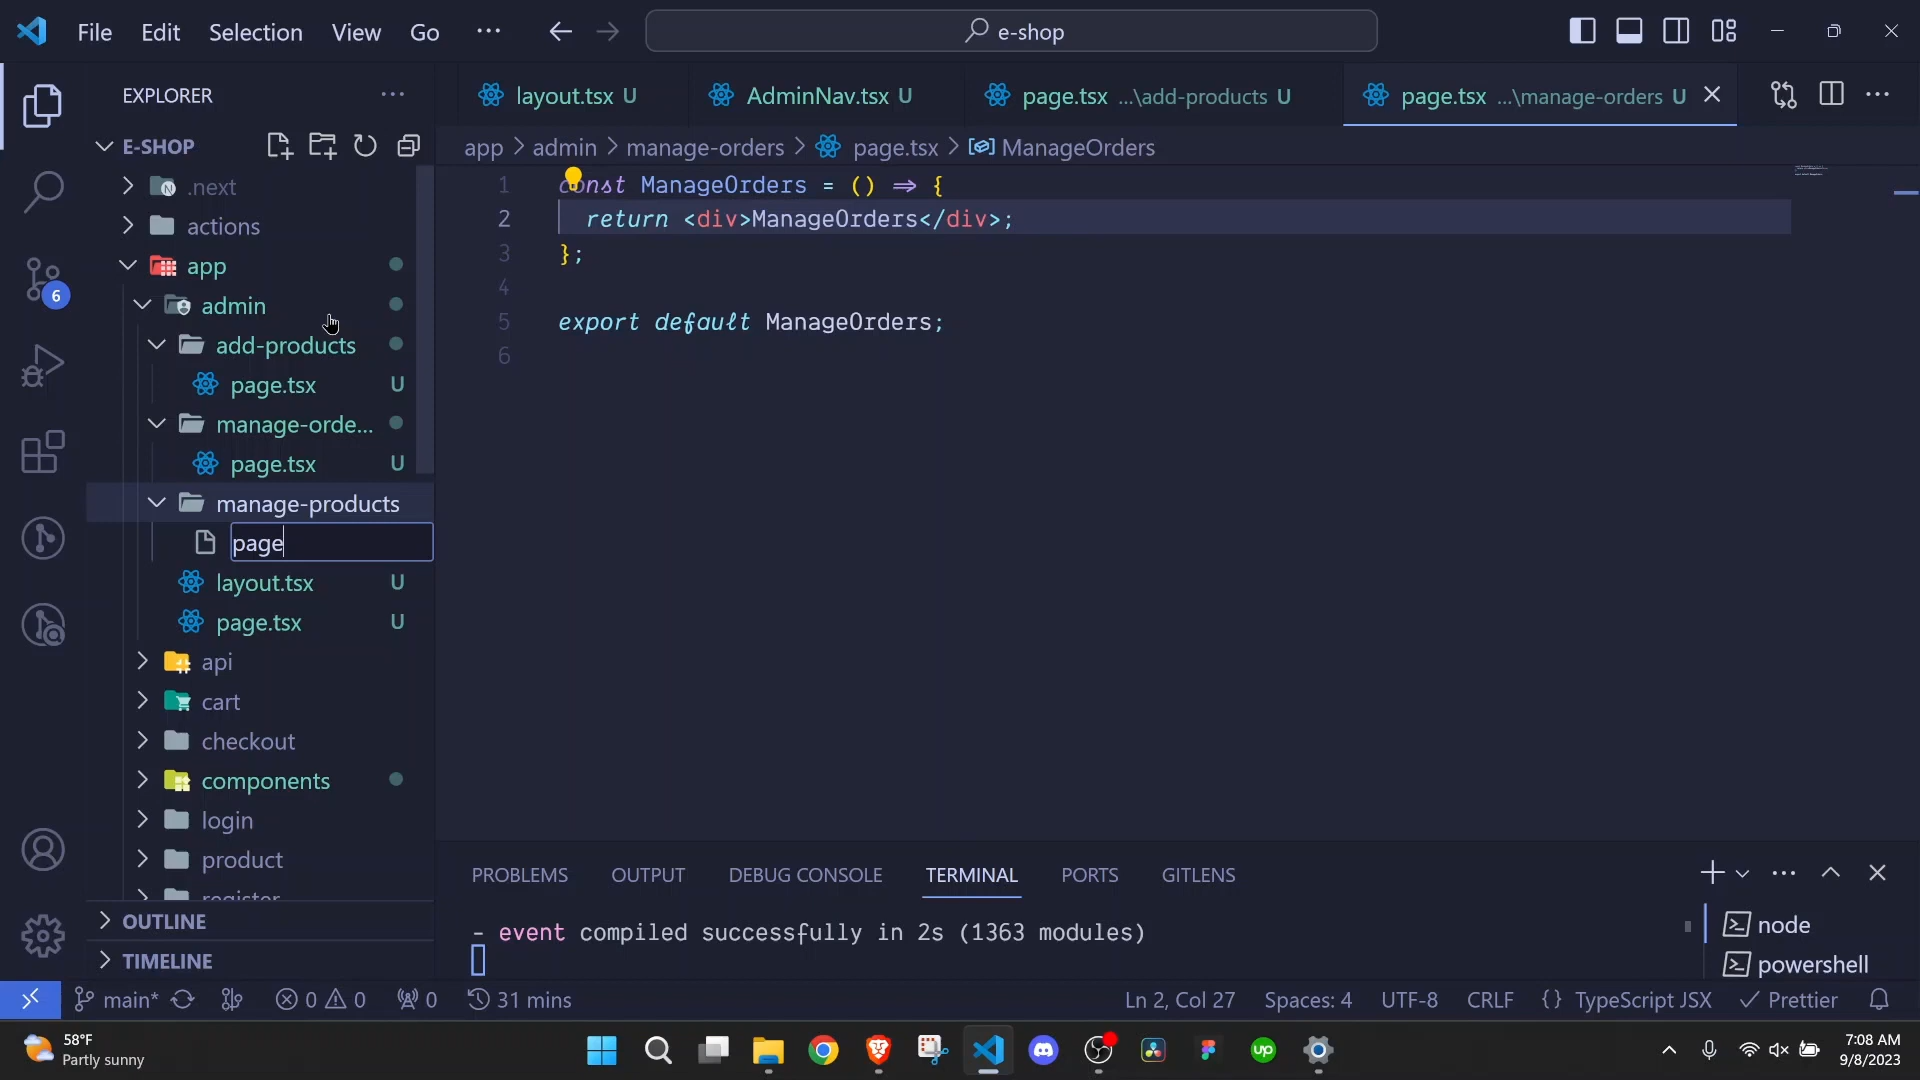 File Edit Selection View Go ··· e-shop
EXPLORER ···
layout.tsx U AdminNav.tsx U page.tsx ...\add-products U page.tsx ...\manage-orders U
E-SHOP
app > admin > manage-orders > page.tsx > ManageOrders
.next
actions
app
admin
add-products
page.tsx U
manage-orde...
page.tsx U
manage-products
page
layout.tsx U
page.tsx U
api
cart
checkout
components
login
product
register
OUTLINE
TIMELINE
6
1 const ManageOrders = () => {
2 return <div>ManageOrders</div>;
3 };
4
5 export default ManageOrders;
6
PROBLEMS OUTPUT DEBUG CONSOLE TERMINAL PORTS GITLENS
- event compiled successfully in 2s (1363 modules)
node
powershell
main* 0 0 0 31 mins Ln 2, Col 27 Spaces: 4 UTF-8 CRLF {} TypeScript JSX Prettier
58°F
Partly sunny
up
7:08 AM
9/8/2023